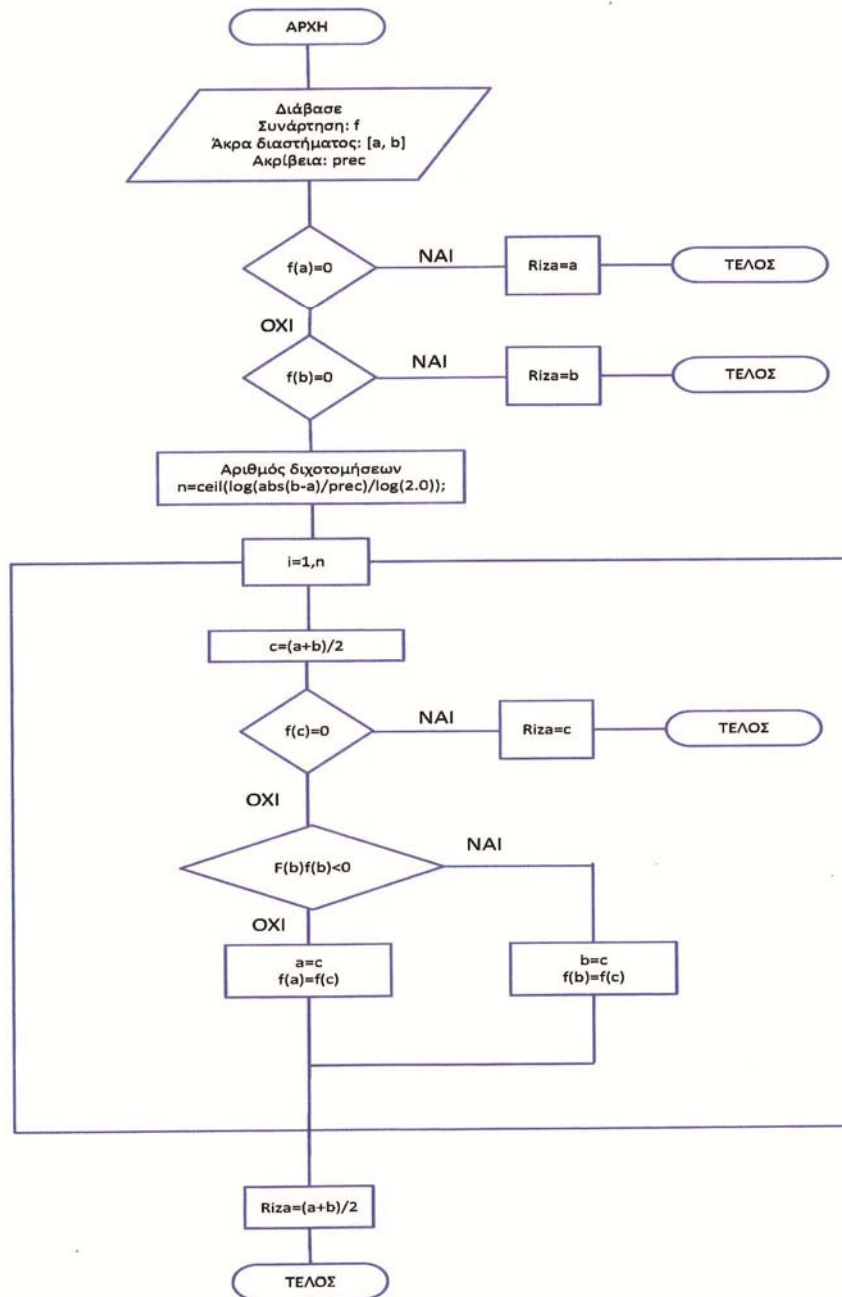 ΑΡΧΗ
Διάβασε
Συνάρτηση: f
Άκρα διαστήματος: [a, b]
Ακρίβεια: prec
f(a)=0
ΝΑΙ
Riza=a
ΤΕΛΟΣ
ΟΧΙ
f(b)=0
ΝΑΙ
Riza=b
ΤΕΛΟΣ
Αριθμός διχοτομήσεων
n=ceil(log(abs(b-a)/prec)/log(2.0));
i=1,n
c=(a+b)/2
f(c)=0
ΝΑΙ
Riza=c
ΤΕΛΟΣ
ΟΧΙ
F(b)f(b)<0
ΝΑΙ
ΟΧΙ
a=c
f(a)=f(c)
b=c
f(b)=f(c)
Riza=(a+b)/2
ΤΕΛΟΣ